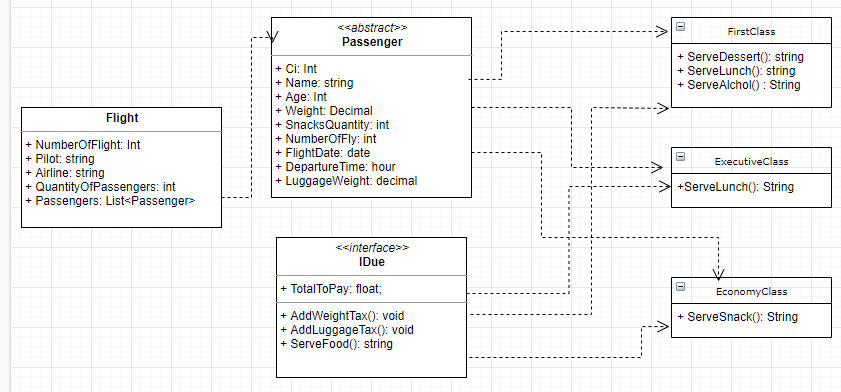 Flight
+ NumberOfFlight: Int
+ Pilot: string
+ Airline: string
+ QuantityOfPassengers: int
+ Passengers: List<Passenger>
<<abstract>>
Passenger
+ Ci: Int
+ Name: string
+ Age: Int
+ Weight: Decimal
+ SnacksQuantity: int
+ NumberOfFly: int
+ FlightDate: date
+ DepartureTime: hour
+ LuggageWeight: decimal
<<interface>>
IDue
+ TotalToPay: float;
+ AddWeightTax(): void
+ AddLuggageTax(): void
+ ServeFood(): string
FirstClass
+ ServeDessert(): string
+ ServeLunch(): string
+ ServeAlchol() : String
ExecutiveClass
+ServeLunch(): String
EconomyClass
+ ServeSnack(): String